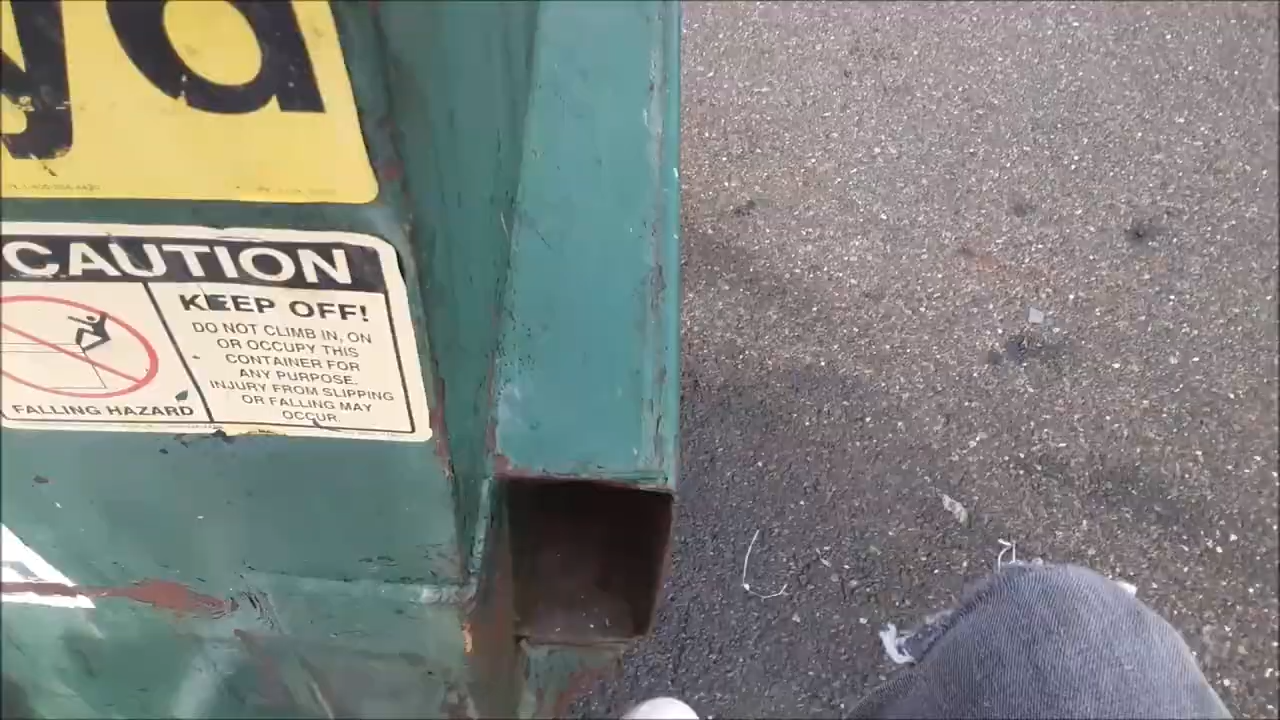 CAUTION
KEEP OFF!
DO NOT CLIMB IN, ON
OR OCCUPY THIS
CONTAINER FOR
ANY PURPOSE.
INJURY FROM SLIPPING
OR FALLING MAY
OCCUR.
FALLING HAZARD